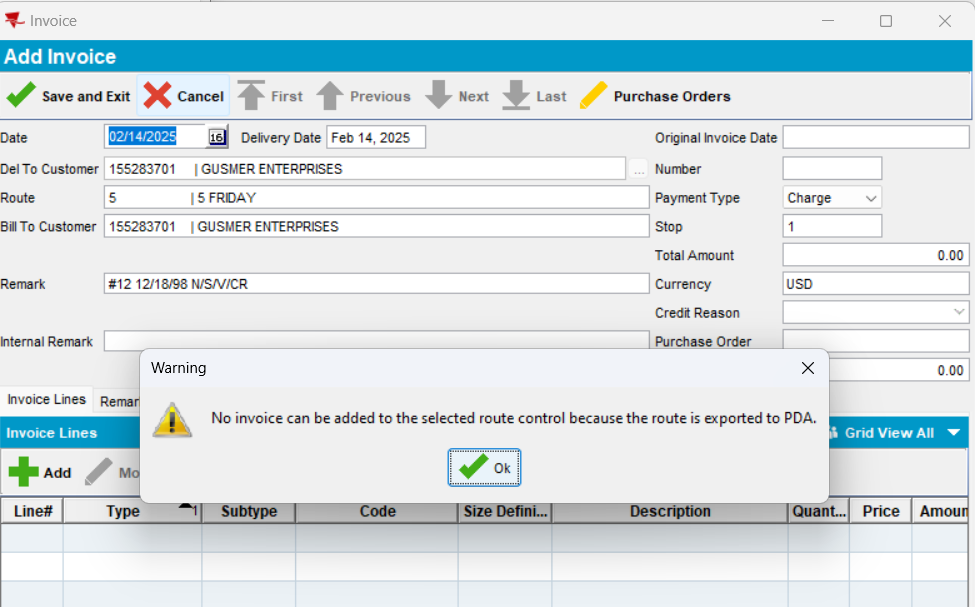 Invoice
Add Invoice
Save and Exit Cancel First Previous Next Last Purchase Orders
Date 02/14/2025 16 Delivery Date Feb 14, 2025 Original Invoice Date
Del To Customer 155283701 | GUSMER ENTERPRISES ... Number
Route 5 | 5 FRIDAY Payment Type Charge
Bill To Customer 155283701 | GUSMER ENTERPRISES Stop 1
Total Amount 0.00
Remark #12 12/18/98 N/S/V/CR Currency USD
Credit Reason
Internal Remark Purchase Order
Warning
0.00
Invoice Lines Remar
No invoice can be added to the selected route control because the route is exported to PDA.
Invoice Lines Grid View All
Ok
Add Mo
Line# Type 1 Subtype Code Size Defini... Description Quant... Price Amoun